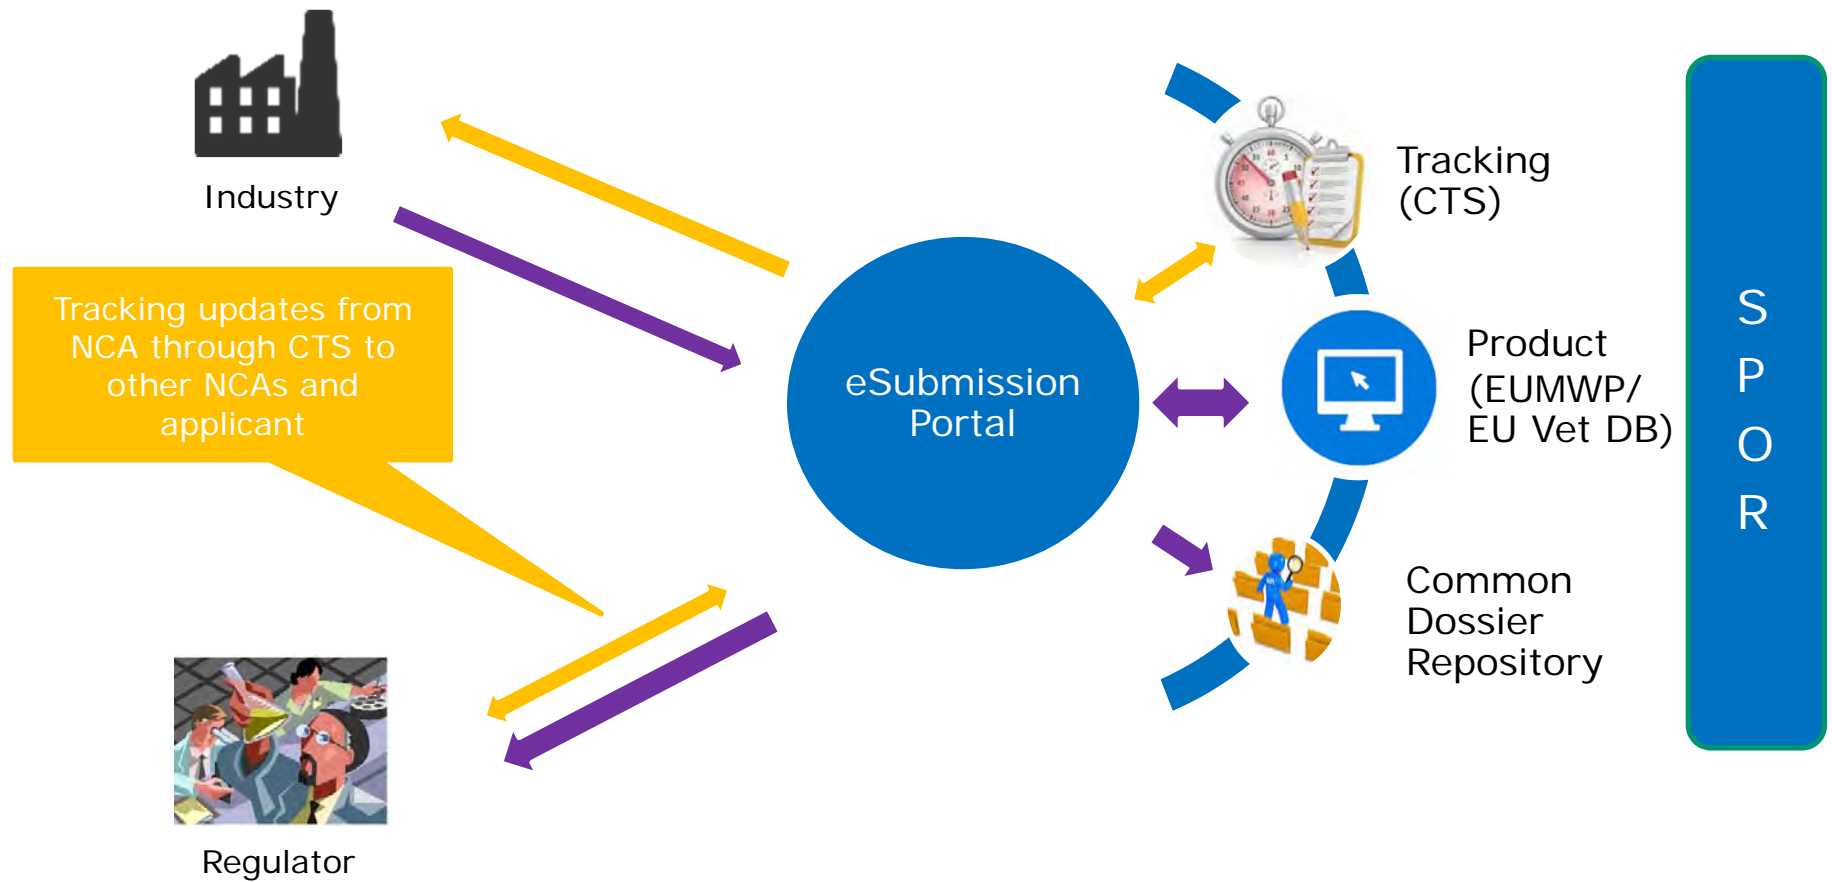 Industry
Tracking updates from
NCA through CTS to
other NCAs and
applicant
Regulator
eSubmission
Portal
Tracking
(CTS)
Product
(EUMWP/
EU Vet DB)
Common
Dossier
Repository
S
P
O
R